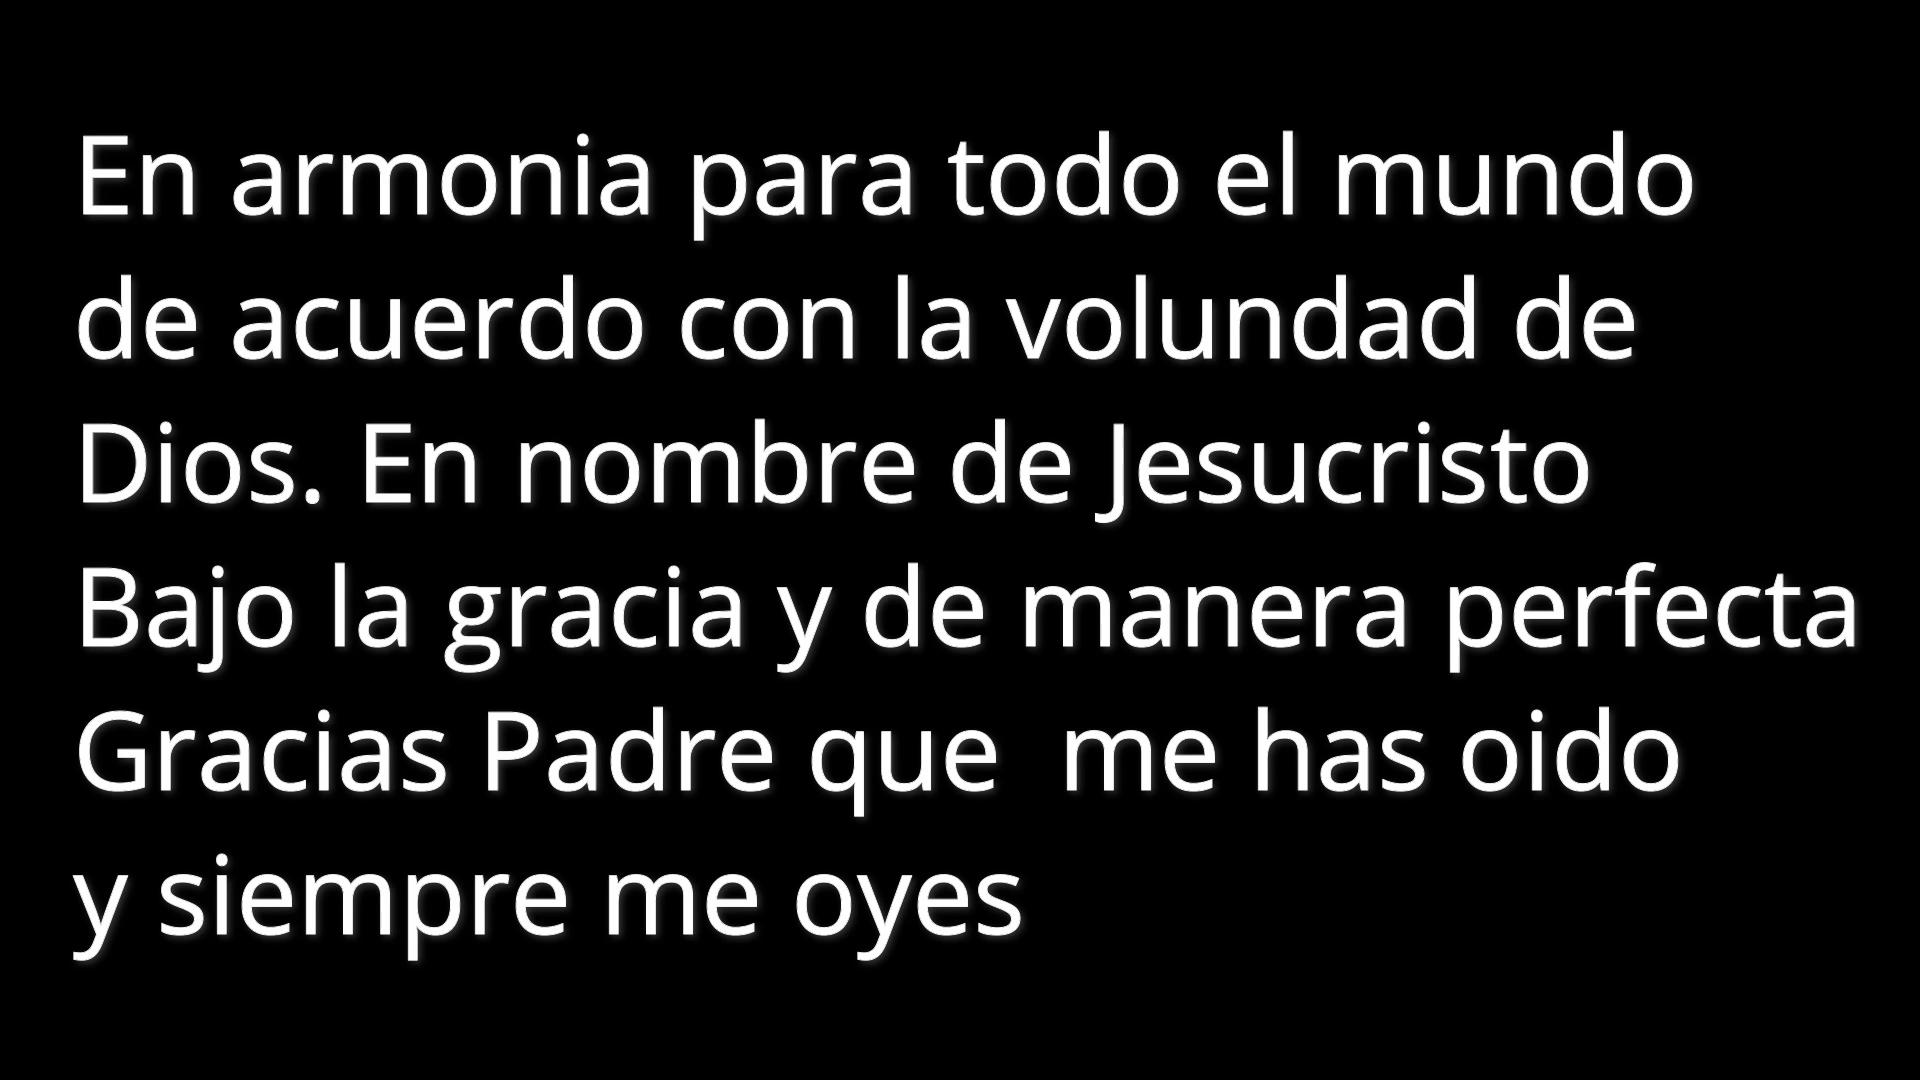 En armonia para todo el mundo
de acuerdo con la volundad de
Dios. En nombre de Jesucristo
Bajo la gracia y de manera perfecta
Gracias Padre que  me has oido
y siempre me oyes